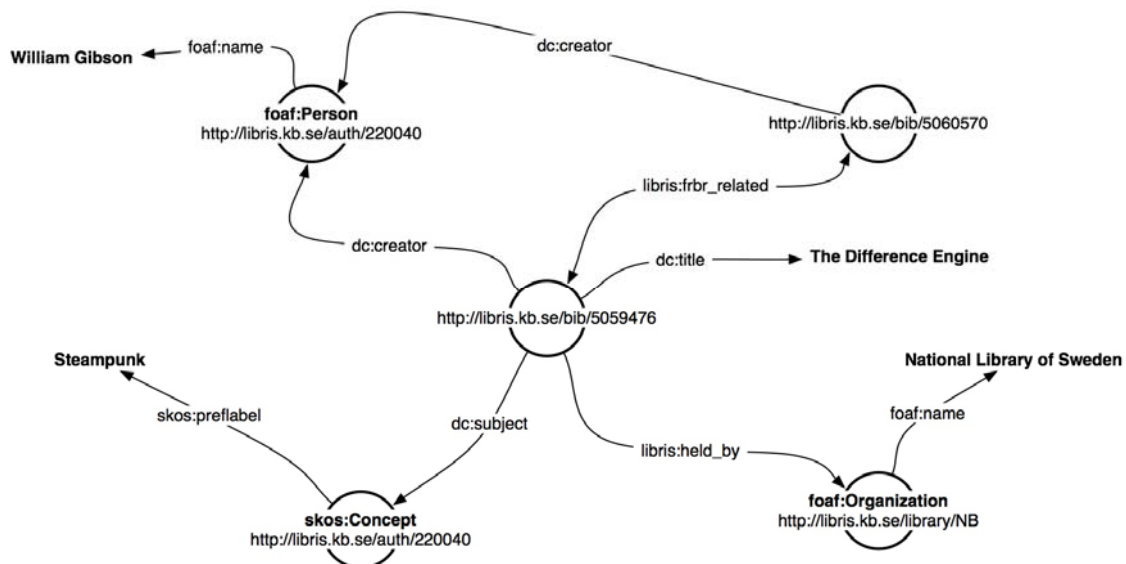 dc:creator
William Gibson
foaf:name
foaf:Person
http://libris.kb.se/auth/220040
http://libris.kb.se/bib/5060570
libris:frbr_related
dc:creator
dc:title
The Difference Engine
http://libris.kb.se/bib/5059476
Steampunk
National Library of Sweden
skos:preflabel
dc:subject
foaf:name
libris:held_by
foaf:Organization
http://libris.kb.se/library/NB
skos:Concept
http://libris.kb.se/auth/220040